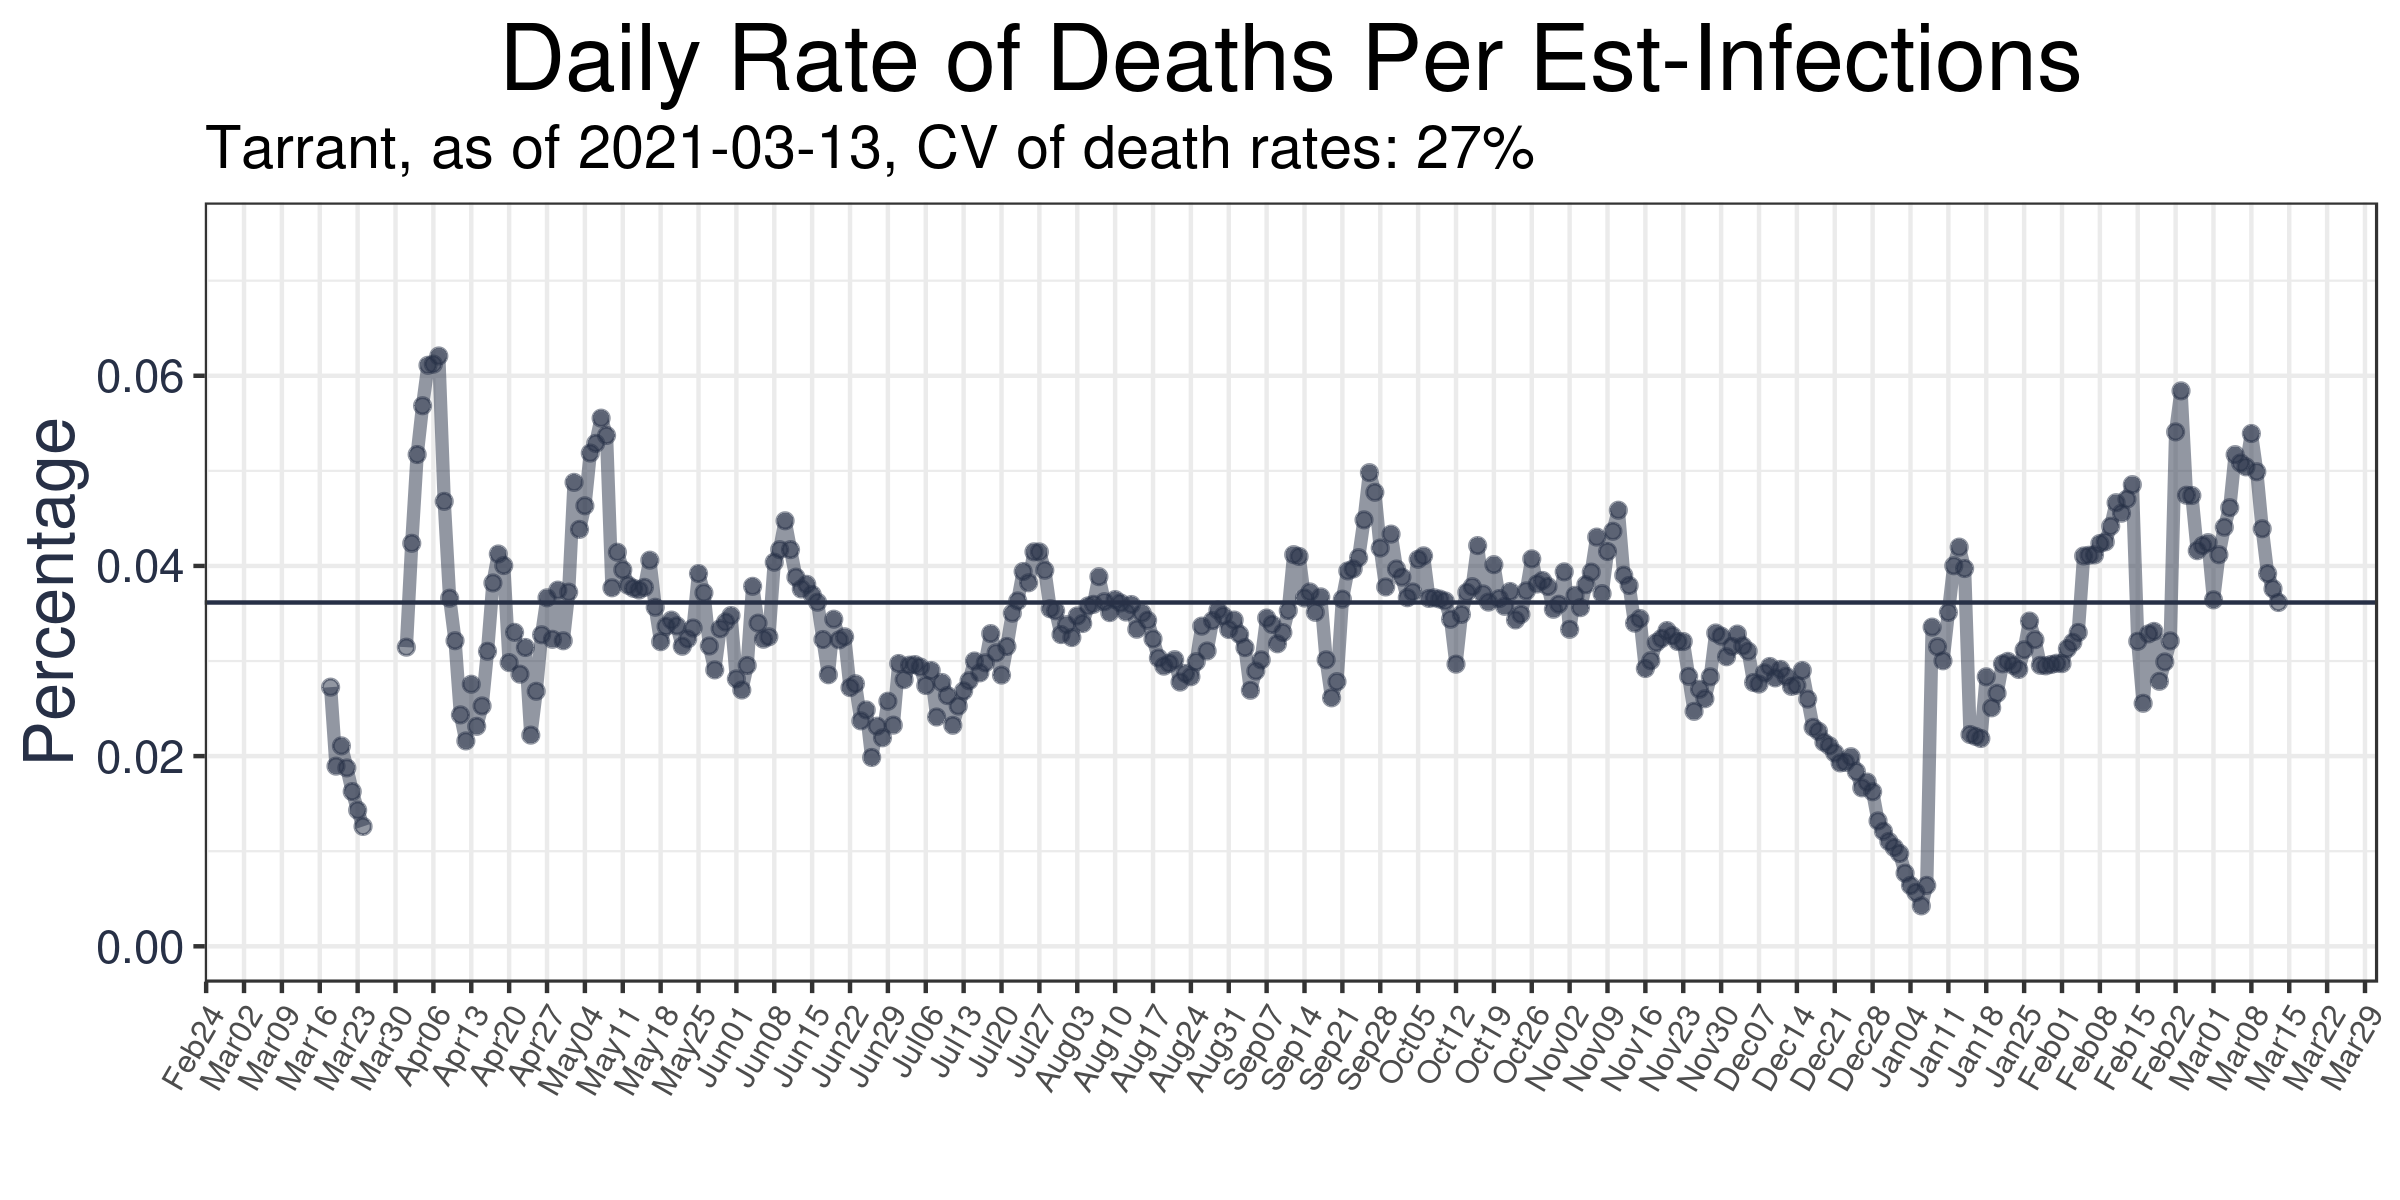 Daily Rate of Deaths Per Est-Infections
Tarrant, as of 2021-03-13, CV of death rates: 27%
Percentage
0.06
0.04
0.02
0.00
Feb24
Mar02
Mar09
Mar16
Mar23
Mar30
Apr06
Apr13
Apr20
Apr27
May04
May11
May18
May25
Jun01
Jun08
Jun15
Jun22
Jun29
Jul06
Jul13
Jul20
Jul27
Aug03
Aug10
Aug17
Aug24
Aug31
Sep07
Sep14
Sep21
Sep28
Oct05
Oct12
Oct19
Oct26
Nov02
Nov09
Nov16
Nov23
Nov30
Dec07
Dec14
Dec21
Dec28
Jan04
Jan11
Jan18
Jan25
Feb01
Feb08
Feb15
Feb22
Mar01
Mar08
Mar15
Mar22
Mar29